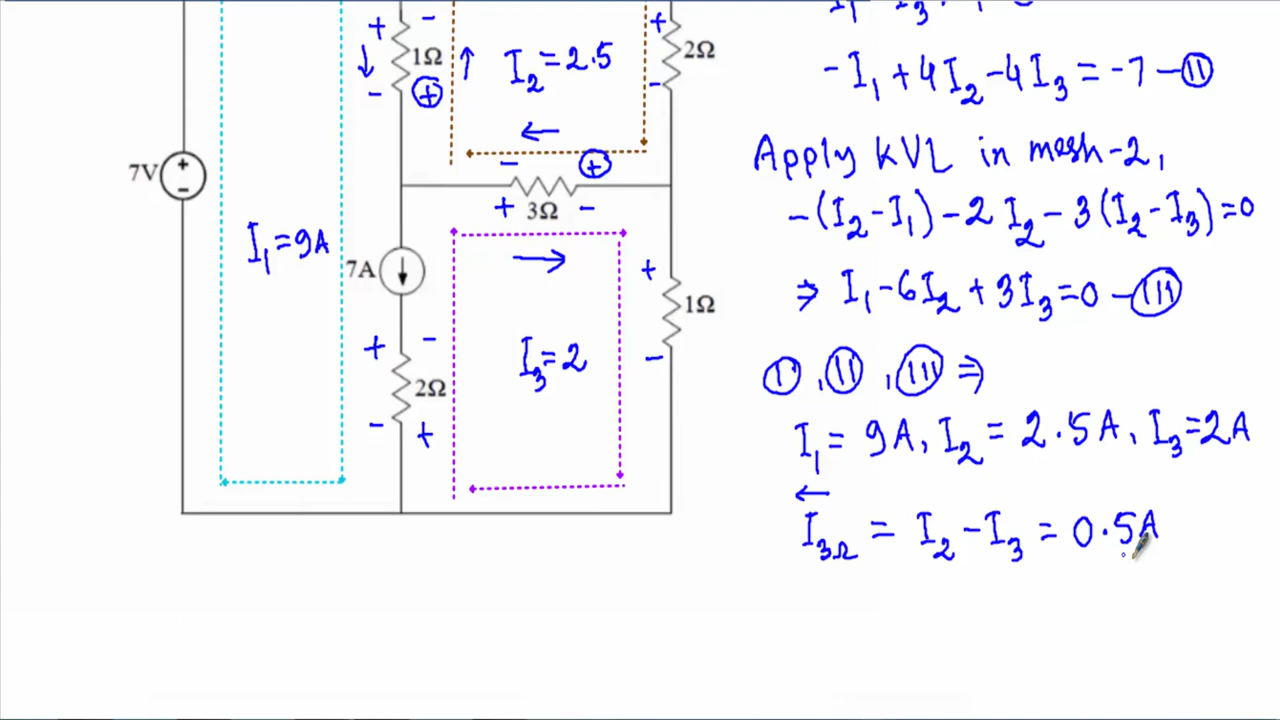 1Ω
I₂=2.5
2Ω
7V
3Ω
I₁=9A
7A
1Ω
I₃=2
2Ω
-I₁+4I₂-4I₃=-7-(II)
Apply KVL in mesh-2,
-(I₂-I₁)-2I₂-3(I₂-I₃)=0
⇒ I₁-6I₂+3I₃=0-(III)
(I),(II),(III)⇒
I₁=9A, I₂=2.5A, I₃=2A
←
I₃Ω=I₂-I₃=0.5A